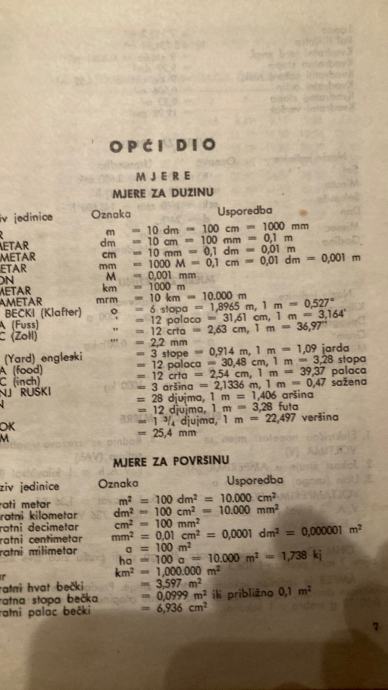 OPĆI DIO
MJERE
MJERE ZA DUŽINU
ziv jedinice Oznaka Usporedba
R m = 10 dm = 100 cm = 1000 mm
METAR dm = 10 cm = 100 mm = 0,1 m
METAR cm = 10 mm = 0,1 dm = 0,01 m
ETAR mm = 1000 M = 0,1 cm = 0,01 dm = 0,001 m
ON M = 0,001 mm
METAR km = 1000 m
AMETAR mrm = 10 km = 10.000 m
BEČKI (Klafter) o = 6 stopa = 1,8965 m, 1 m = 0,527°
A (Fuss) ' = 12 palaca = 31,61 cm, 1 m = 3,164'
C (Zoll) '' = 12 crta = 2,63 cm, 1 m = 36,97''
''' = 2,2 mm
(Yard) engleski = 3 stope = 0,914 m, 1 m = 1,09 jarda
A (food) = 12 palaca = 30,48 cm, 1 m = 3,28 stopa
C (inch) = 12 crta = 2,54 cm, 1 m = 39,37 palaca
NJ RUSKI = 3 aršina = 2,1336 m, 1 m = 0,47 sažena
N = 28 djujma, 1 m = 1,406 aršina
= 12 djujma, 1 m = 3,28 futa
OK = 1 3/4 djujma, 1 m = 22,497 veršina
M = 25,4 mm
MJERE ZA POVRŠINU
ziv jedinice Oznaka Usporedba
rati metar m² = 100 dm² = 10.000 cm²
ratni kilometar dm² = 100 cm² = 10.000 mm²
ratni decimetar cm² = 100 mm²
ratni centimetar mm² = 0,01 cm² = 0,0001 dm² = 0,000001 m²
ratni milimetar a = 100 m²
ha = 100 a = 10.000 m² = 1,738 kj
ar km² = 1,000.000 m²
ratni hvat bečki = 3,597 m²
ratna stopa bečka = 0,0999 m² ili približno 0,1 m²
ratni palac bečki = 6,936 cm²
7